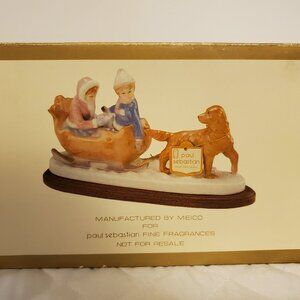 paul
sebastian
MANUFACTURED BY MEICO
FOR
paul sebastian FINE FRAGRANCES
NOT FOR RESALE